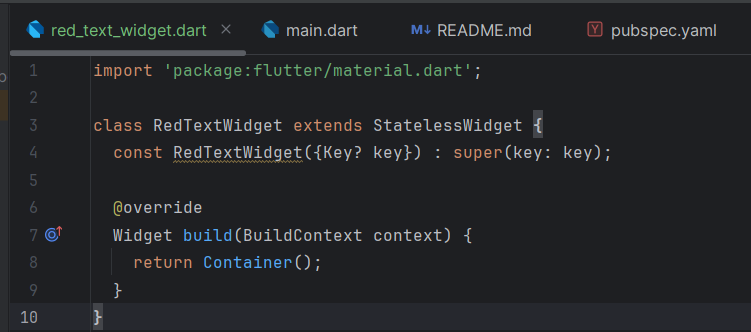 red_text_widget.dart × main.dart M↓ README.md Y pubspec.yaml
1 import 'package:flutter/material.dart';
2
3 class RedTextWidget extends StatelessWidget {
4 const RedTextWidget({Key? key}) : super(key: key);
5
6 @override
7 Widget build(BuildContext context) {
8 return Container();
9 }
10 }